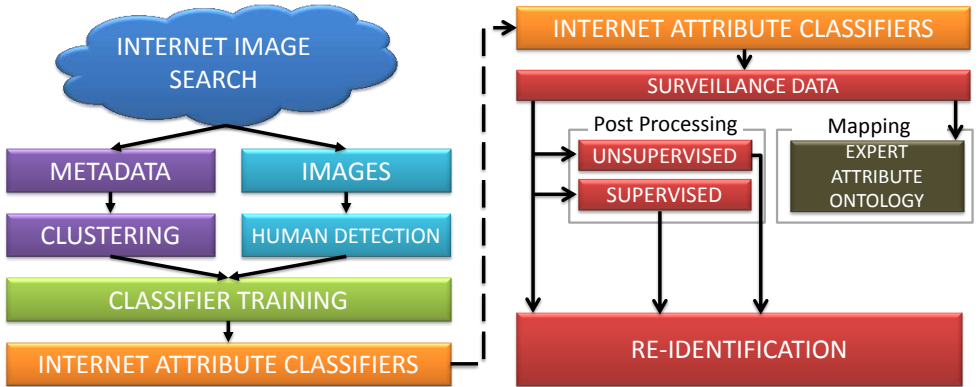 INTERNET IMAGE
SEARCH
METADATA
IMAGES
CLUSTERING
HUMAN DETECTION
CLASSIFIER TRAINING
INTERNET ATTRIBUTE CLASSIFIERS
INTERNET ATTRIBUTE CLASSIFIERS
SURVEILLANCE DATA
Post Processing
UNSUPERVISED
SUPERVISED
Mapping
EXPERT
ATTRIBUTE
ONTOLOGY
RE-IDENTIFICATION